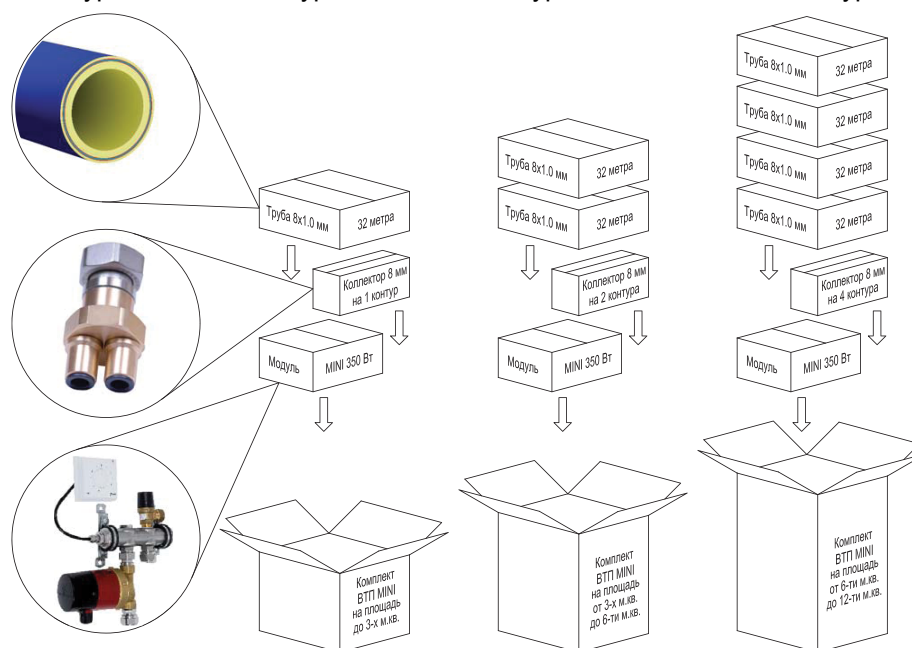 Труба 8x1.0 мм 32 метра
Коллектор 8 мм
на 1 контур
Модуль MINI 350 Вт
Комплект
ВТП MINI
на площадь
до 3-х м.кв.
Труба 8x1.0 мм 32 метра
Труба 8x1.0 мм 32 метра
Коллектор 8 мм
на 2 контура
Модуль MINI 350 Вт
Комплект
ВТП MINI
на площадь
от 3-х м.кв.
до 6-ти м.кв.
Труба 8x1.0 мм 32 метра
Труба 8x1.0 мм 32 метра
Труба 8x1.0 мм 32 метра
Труба 8x1.0 мм 32 метра
Коллектор 8 мм
на 4 контура
Модуль MINI 350 Вт
Комплект
ВТП MINI
на площадь
от 6-ти м.кв.
до 12-ти м.кв.